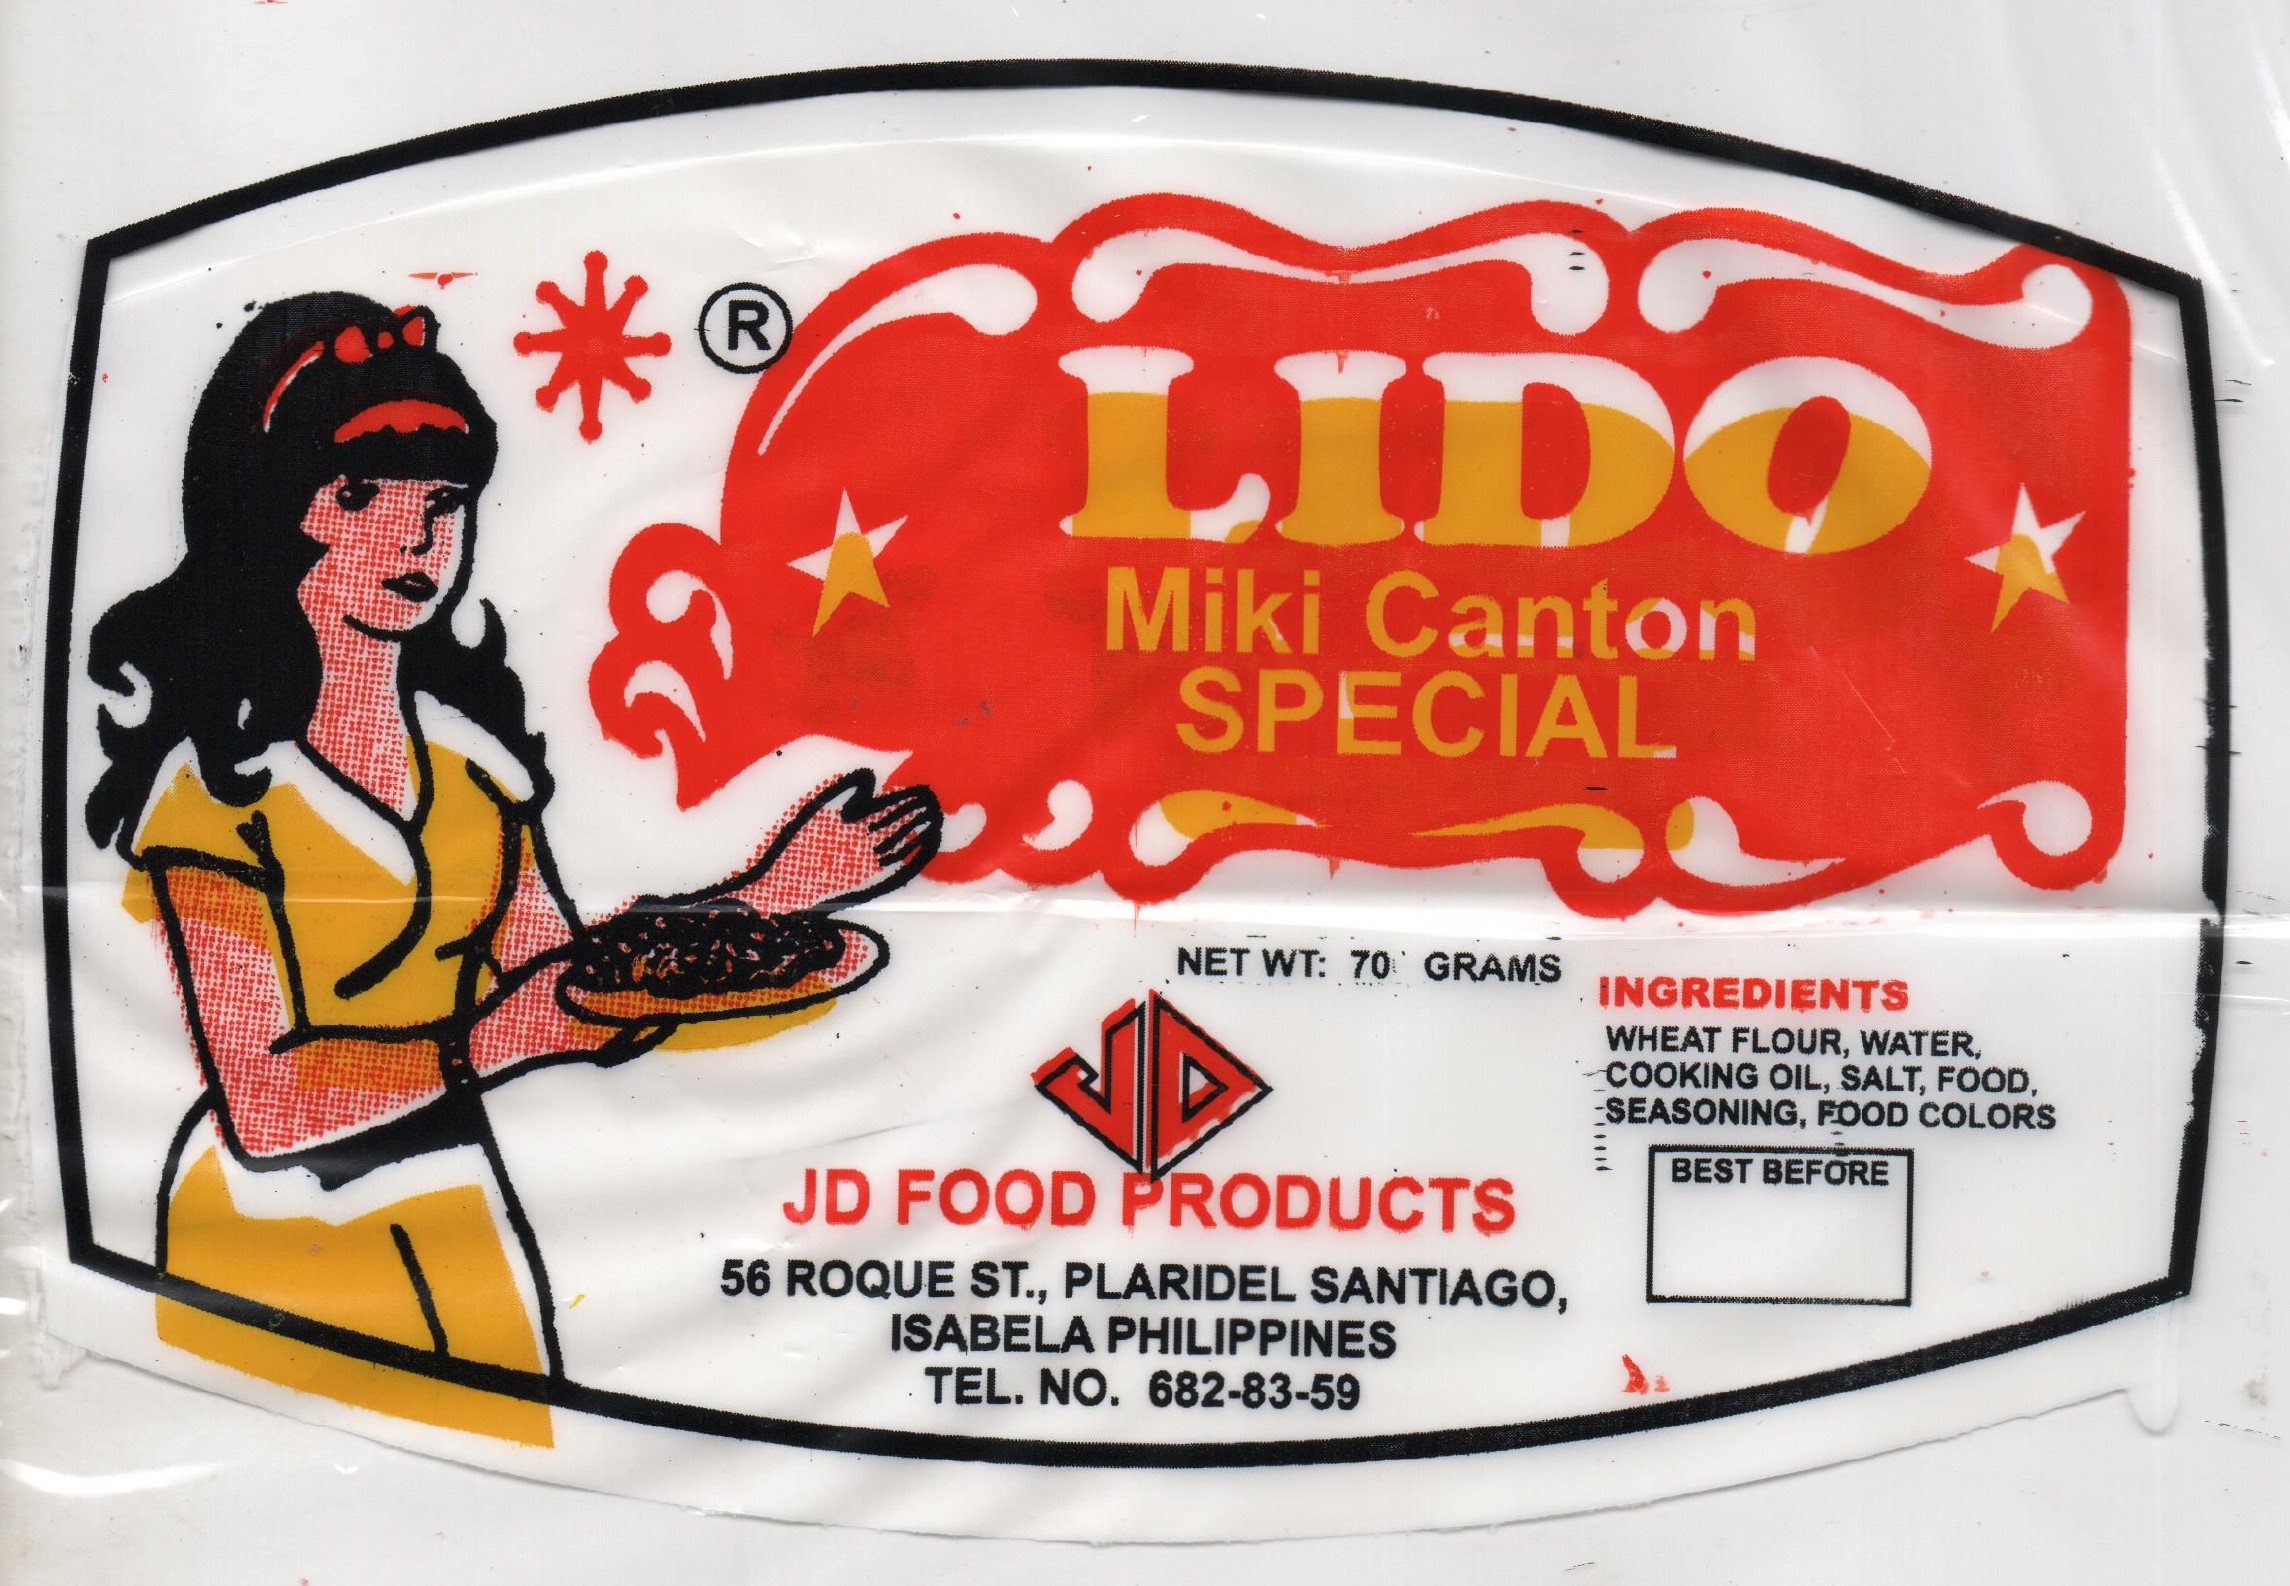 ®
LIDO
Miki Canton
SPECIAL
NET WT: 70 GRAMS
INGREDIENTS
WHEAT FLOUR, WATER,
COOKING OIL, SALT, FOOD,
SEASONING, FOOD COLORS
BEST BEFORE
JD
JD FOOD PRODUCTS
56 ROQUE ST., PLARIDEL SANTIAGO,
ISABELA PHILIPPINES
TEL. NO. 682-83-59